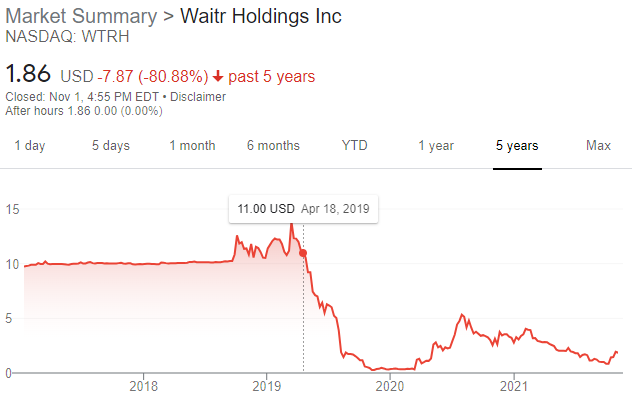 Market Summary > Waitr Holdings Inc
NASDAQ: WTRH
1.86 USD -7.87 (-80.88%) past 5 years
Closed: Nov 1, 4:55 PM EDT • Disclaimer
After hours 1.86 0.00 (0.00%)
1 day 5 days 1 month 6 months YTD 1 year 5 years Max
11.00 USD Apr 18, 2019
15
10
5
0
2018 2019 2020 2021